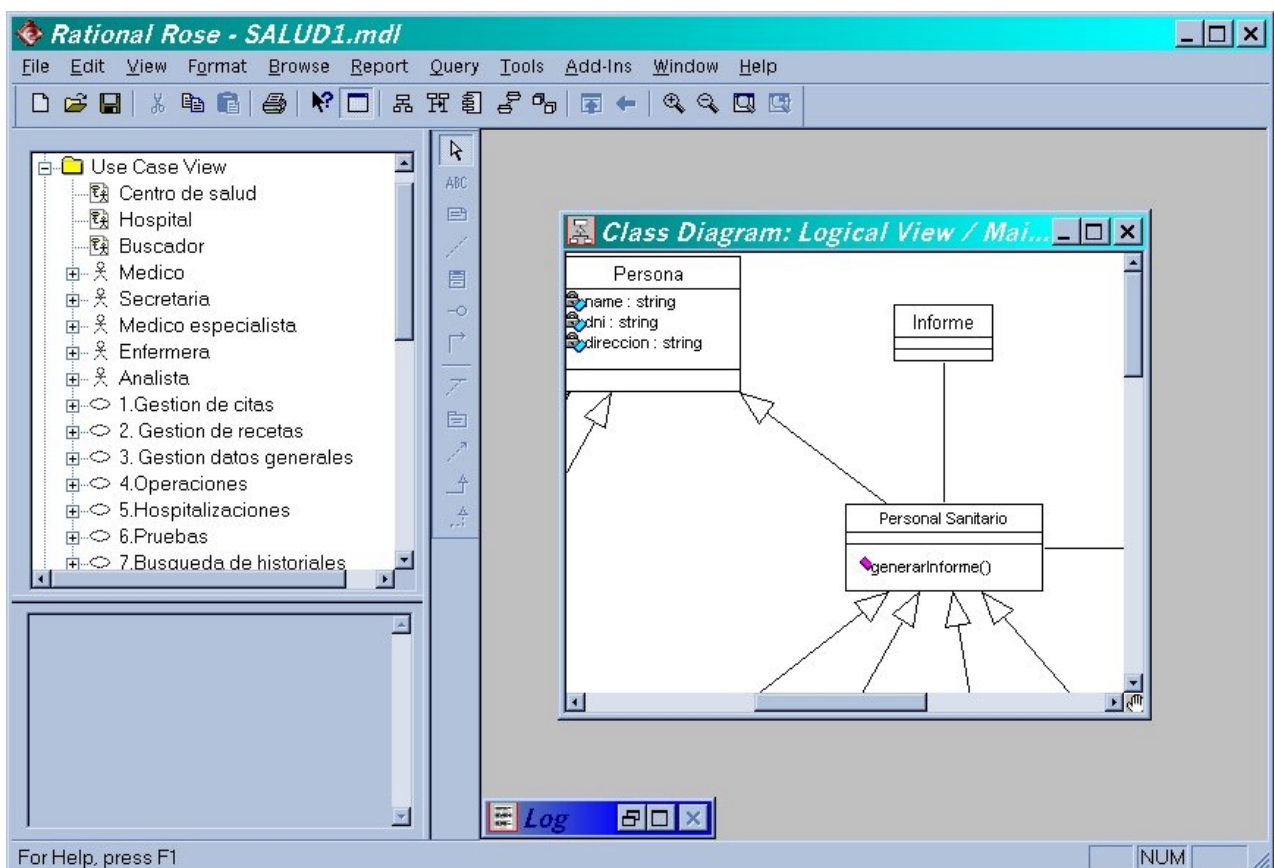 Rational Rose - SALUD1.mdl
File Edit View Format Browse Report Query Tools Add-Ins Window Help
Use Case View
Centro de salud
Hospital
Buscador
Medico
Secretaria
Medico especialista
Enfermera
Analista
1.Gestion de citas
2. Gestion de recetas
3. Gestion datos generales
4.Operaciones
5.Hospitalizaciones
6.Pruebas
7.Busqueda de historiales
ABC
Class Diagram: Logical View / Mai...
Persona
name : string
dni : string
direccion : string
Informe
Personal Sanitario
generarInforme()
Log
For Help, press F1
NUM